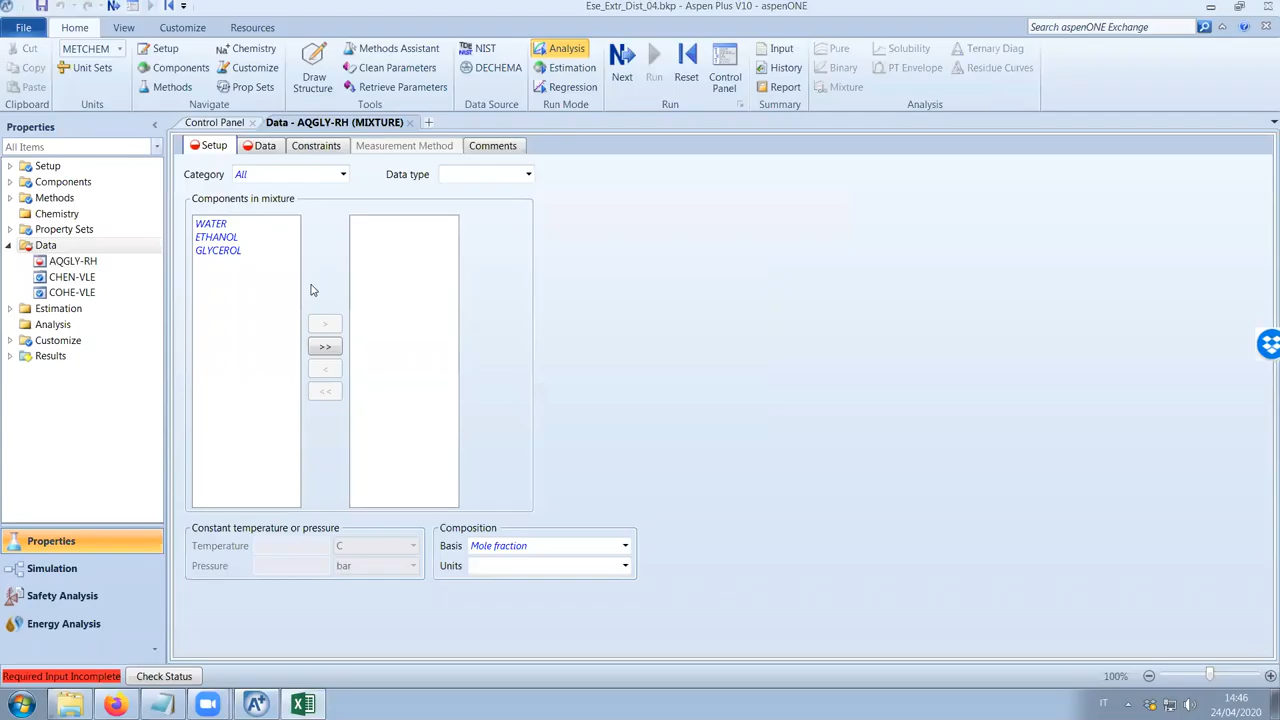 Ese_Extr_Dist_04.bkp - Aspen Plus V10 - aspenONE
File Home View Customize Resources Search aspenONE Exchange
Cut METCHEM Setup Chemistry Methods Assistant NIST Analysis Input Pure Solubility Ternary Diag
Copy Unit Sets Components Customize Draw Structure Clean Parameters DECHEMA Estimation Next Run Reset Control Panel History Binary PT Envelope Residue Curves
Paste Methods Prop Sets Retrieve Parameters Regression Report Mixture
Clipboard Units Navigate Tools Data Source Run Mode Run Summary Analysis
Properties Control Panel Data - AQGLY-RH (MIXTURE)
All Items Setup Data Constraints Measurement Method Comments
Setup
Components
Methods
Chemistry
Property Sets
Data
AQGLY-RH
CHEN-VLE
COHE-VLE
Estimation
Analysis
Customize
Results
Category All Data type
Components in mixture
WATER
ETHANOL
GLYCEROL
>
>>
<
<<
Constant temperature or pressure Composition
Temperature C Basis Mole fraction
Pressure bar Units
Properties
Simulation
Safety Analysis
Energy Analysis
Required Input Incomplete Check Status 100%
IT 14:46
24/04/2020